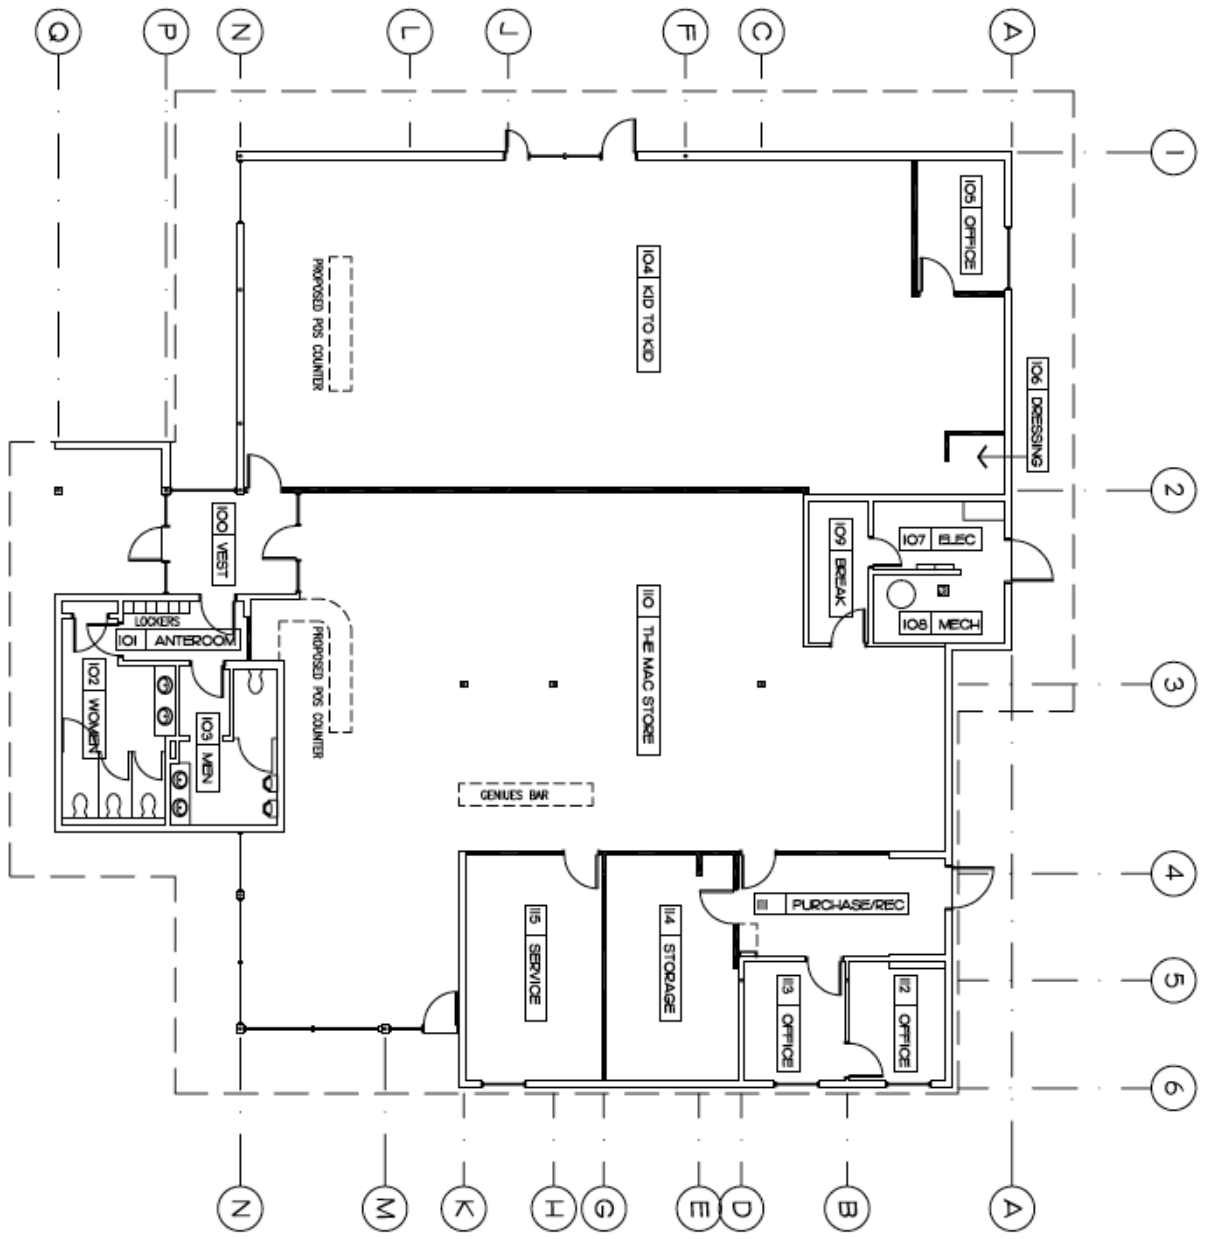 Q P N L J F C A
1
105 OFFICE
104 KID TO KID
PROPOSED POS COUNTER
106 DRESSING
2
100 VEST
109 BREAK
107 ELEC
108 MECH
110 THE MAC STORE
LOCKERS
101 ANTEROOM
PROPOSED POS COUNTER
102 WOMEN
103 MEN
3
GENIUES BAR
4
111 PURCHASE/REC
115 SERVICE
114 STORAGE
113 OFFICE
112 OFFICE
5
6
N M K H G E D B A